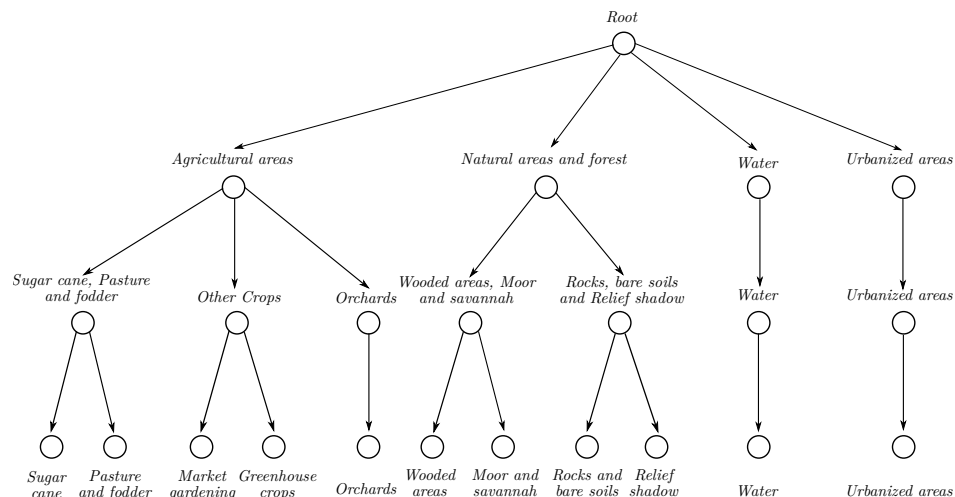 Root
Agricultural areas
Natural areas and forest
Water
Urbanized areas
Sugar cane, Pasture
and fodder
Other Crops
Orchards
Wooded areas, Moor
and savannah
Rocks, bare soils
and Relief shadow
Water
Urbanized areas
Sugar
cane
Pasture
and fodder
Market
gardening
Greenhouse
crops
Orchards
Wooded
areas
Moor and
savannah
Rocks and
bare soils
Relief
shadow
Water
Urbanized areas